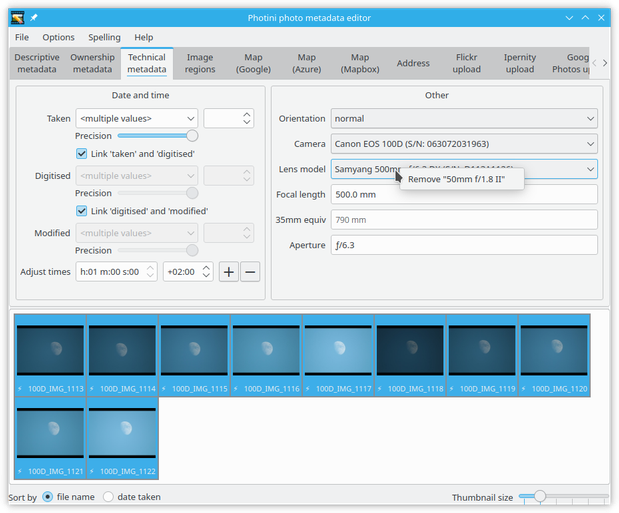 Photini photo metadata editor
File Options Spelling Help
Descriptive metadata
Ownership metadata
Technical metadata
Image regions
Map (Google)
Map (Azure)
Map (Mapbox)
Address
Flickr upload
Ipernity upload
Goog
Photos up
Date and time
Taken <multiple values>
Precision
Link 'taken' and 'digitised'
Digitised <multiple values>
Precision
Link 'digitised' and 'modified'
Modified <multiple values>
Precision
Adjust times h:01 m:00 s:00 +02:00 + −
Other
Orientation normal
Camera Canon EOS 100D (S/N: 063072031963)
Lens model Samyang 500m
Remove "50mm f/1.8 II"
Focal length 500.0 mm
35mm equiv 790 mm
Aperture ƒ/6.3
100D_IMG_1113 100D_IMG_1114 100D_IMG_1115 100D_IMG_1116 100D_IMG_1117 100D_IMG_1118 100D_IMG_1119 100D_IMG_1120
100D_IMG_1121 100D_IMG_1122
Sort by file name date taken Thumbnail size